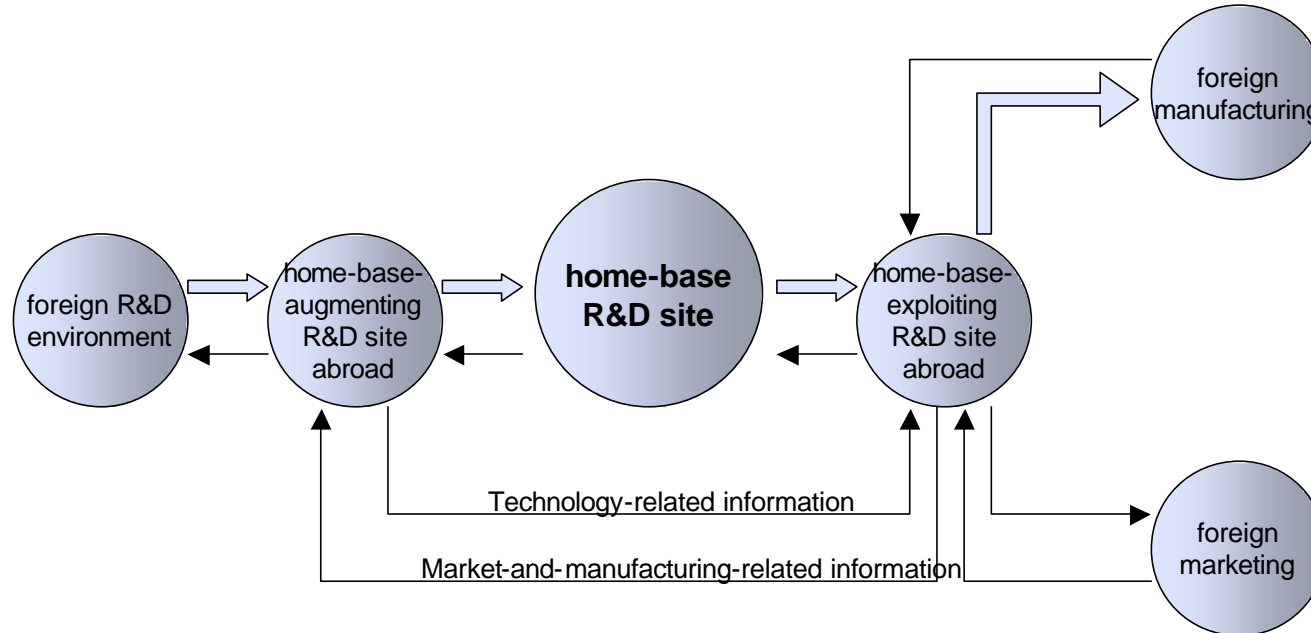 foreign
manufacturing
foreign R&D
environment
home-base-
augmenting
R&D site
abroad
home-base
R&D site
home-base-
exploiting
R&D site
abroad
Technology-related information
Market-and-manufacturing-related information
foreign
marketing